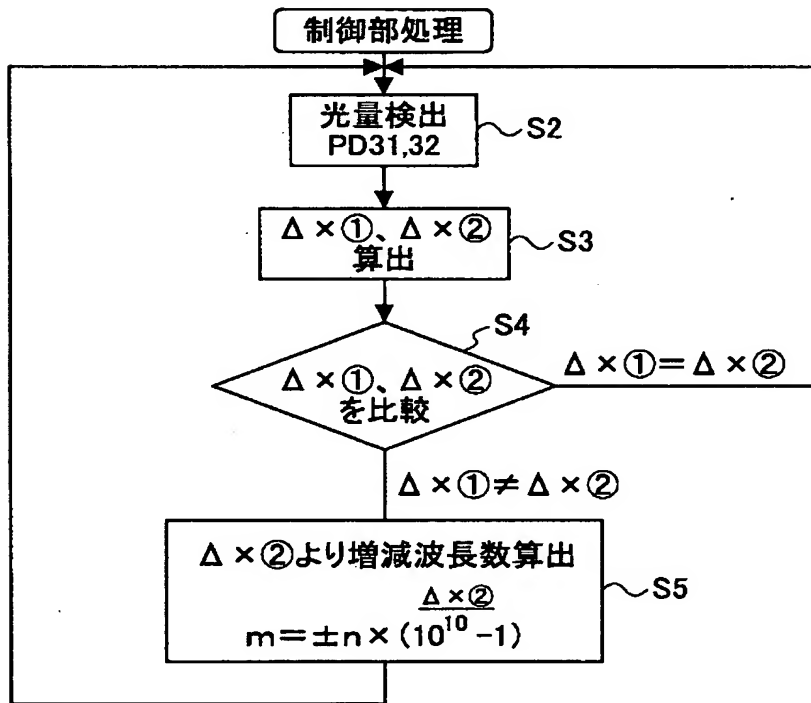 制御部処理
光量検出
PD31,32
S2
Δ×①、Δ×②
算出
S3
S4
Δ×①、Δ×②
を比較
Δ×①=Δ×②
Δ×①≠Δ×②
Δ×②より増減波長数算出
m=±n×(10^{Δ×②/10}-1)
S5